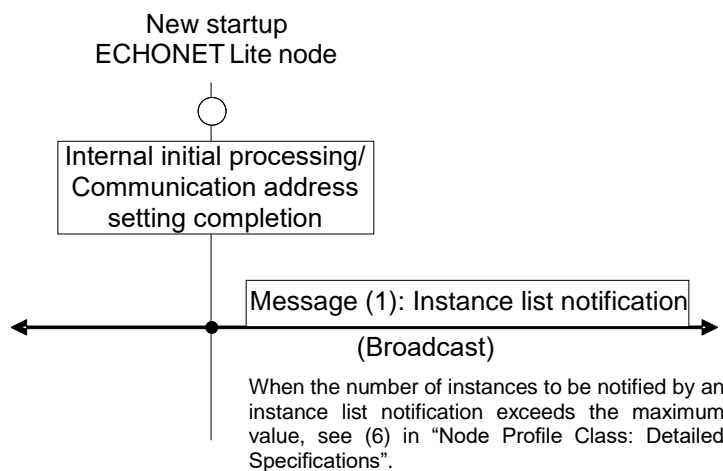 New startup
ECHONET Lite node
Internal initial processing/
Communication address
setting completion
Message (1): Instance list notification
(Broadcast)
When the number of instances to be notified by an
instance list notification exceeds the maximum
value, see (6) in “Node Profile Class: Detailed
Specifications”.